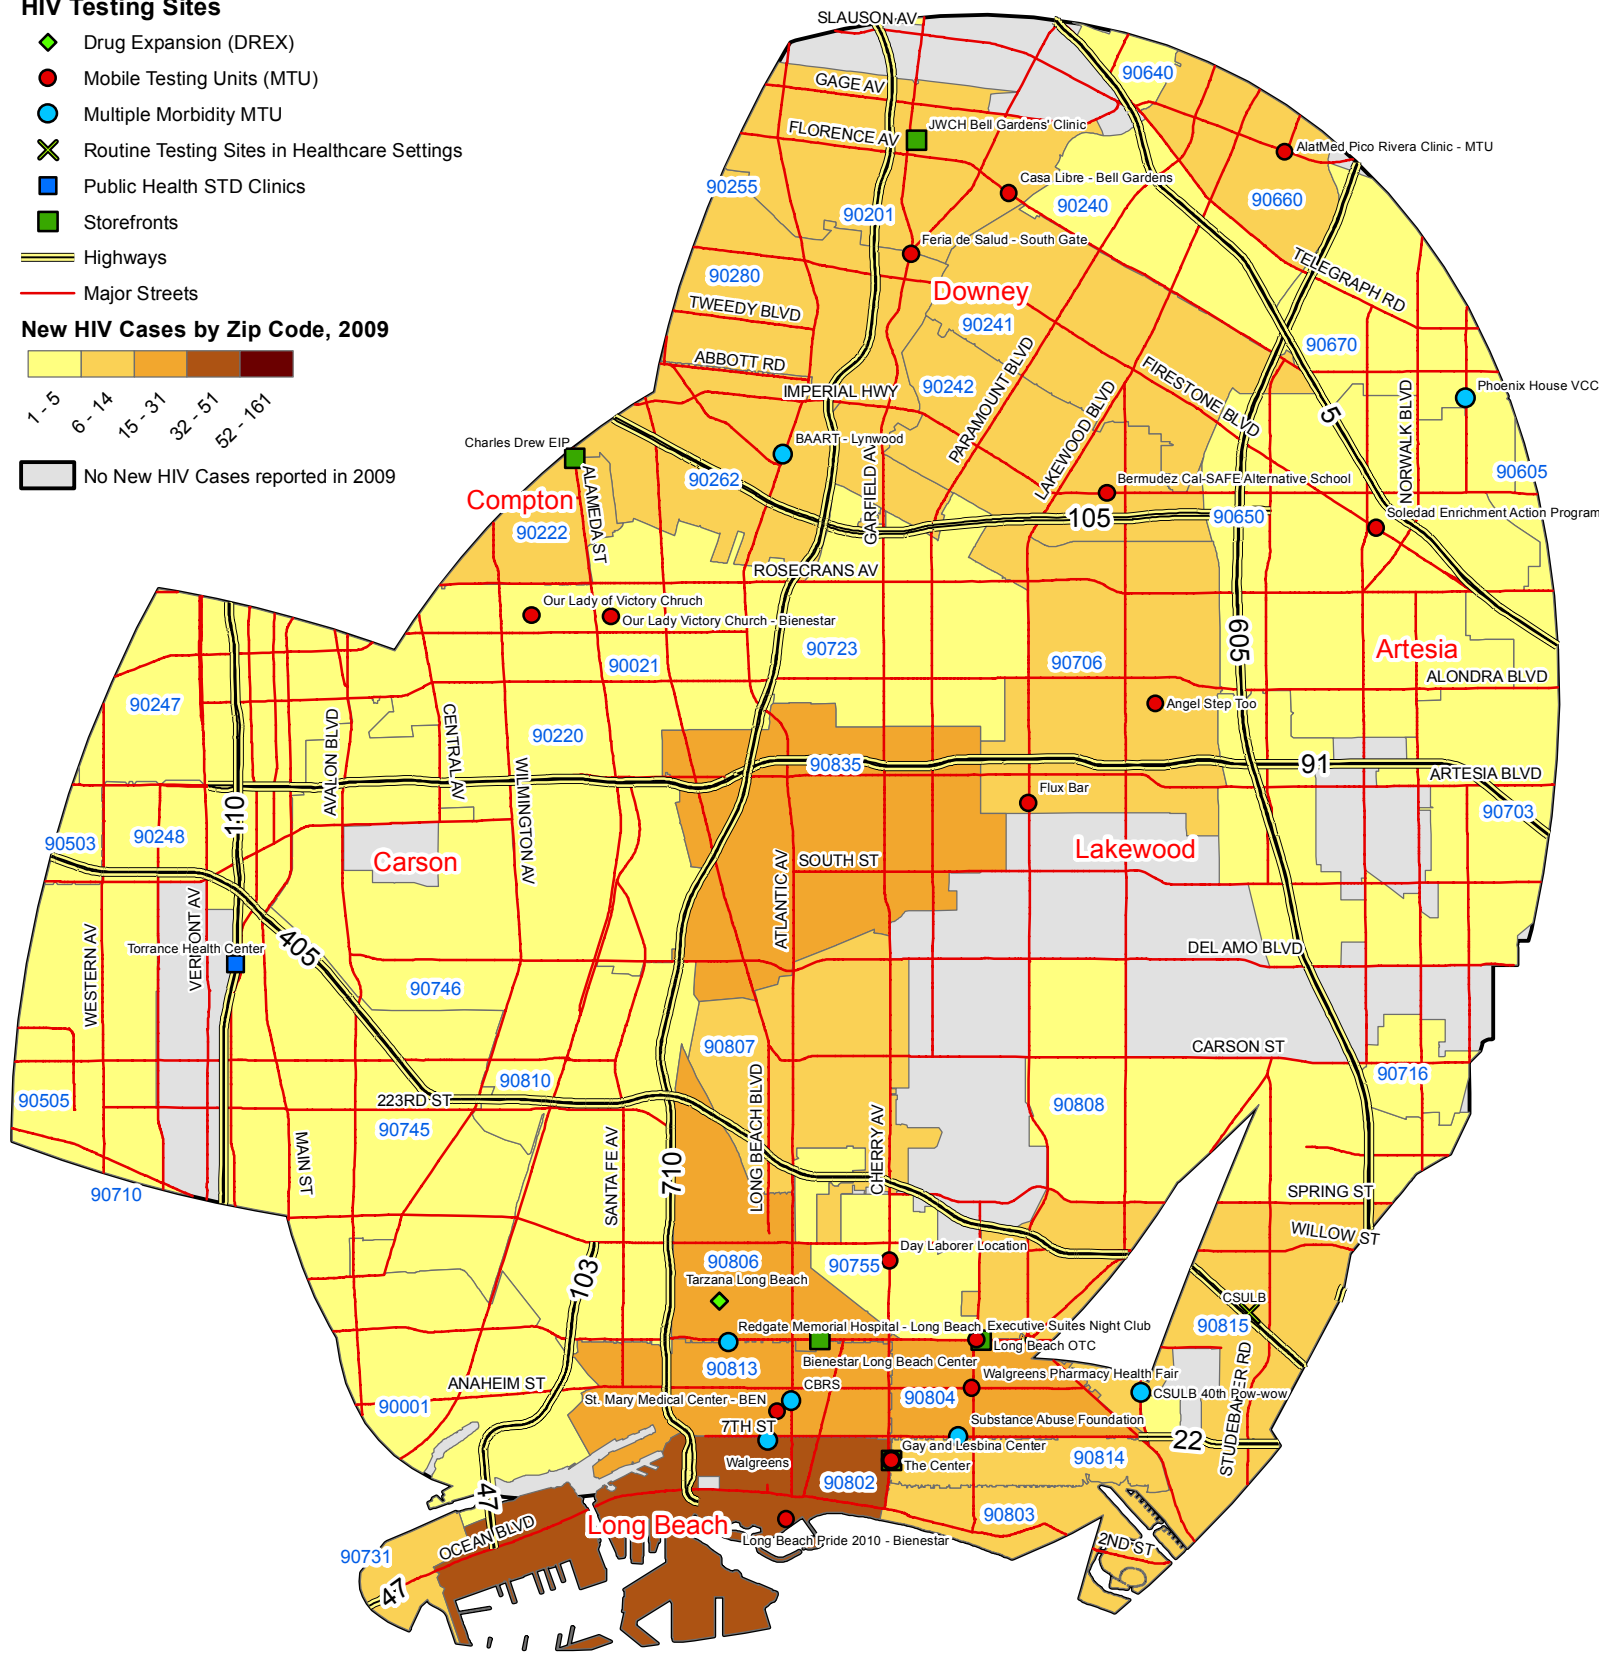 HIV Testing Sites
Drug Expansion (DREX)
Mobile Testing Units (MTU)
Multiple Morbidity MTU
Routine Testing Sites in Healthcare Settings
Public Health STD Clinics
Storefronts
Highways
Major Streets
New HIV Cases by Zip Code, 2009
1 - 5
6 - 14
15 - 31
32 - 51
52 - 161
No New HIV Cases reported in 2009
SLAUSON AV
90640
GAGE AV
JWCH Bell Gardens' Clinic
FLORENCE AV
AlatMed Pico Rivera Clinic - MTU
Casa Libre - Bell Gardens
90255
90201
90240
90660
Feria de Salud - South Gate
90280
TELEGRAPH RD
Downey
TWEEDY BLVD
90241
90670
ABBOTT RD
IMPERIAL HWY
90242
PARAMOUNT BLVD
FIRESTONE BLVD
Phoenix House VCC
LAKEWOOD BLVD
5
NORWALK BLVD
Charles Drew EIP
BAART - Lynwood
GARFIELD AV
90262
Bermudez Cal-SAFE Alternative School
90605
Compton
ALAMEDA ST
105
90650
Soledad Enrichment Action Program
90222
ROSECRANS AV
Our Lady of Victory Chruch
Our Lady Victory Church - Bienestar
605
90723
90021
90706
Artesia
ALONDRA BLVD
90247
Angel Step Too
AVALON BLVD
CENTRAL AV
90220
WILMINGTON AV
90835
91
ARTESIA BLVD
Flux Bar
110
90703
90503
90248
Carson
SOUTH ST
Lakewood
ATLANTIC AV
VERMONT AV
WESTERN AV
Torrance Health Center
405
DEL AMO BLVD
90746
90807
CARSON ST
90716
90810
90505
223RD ST
90808
90745
LONG BEACH BLVD
CHERRY AV
MAIN ST
SANTA FE AV
710
90710
SPRING ST
WILLOW ST
Day Laborer Location
90806
90755
103
Tarzana Long Beach
CSULB
90815
Redgate Memorial Hospital - Long Beach
Executive Suites Night Club
Long Beach OTC
Bienestar Long Beach Center
90813
STUDEBAKER RD
Walgreens Pharmacy Health Fair
ANAHEIM ST
CBRS
St. Mary Medical Center - BEN
90804
CSULB 40th Pow-wow
90001
7TH ST
Substance Abuse Foundation
22
Gay and Lesbina Center
The Center
Walgreens
90814
90802
47
90803
Long Beach
OCEAN BLVD
Long Beach Pride 2010 - Bienestar
2ND ST
90731
47